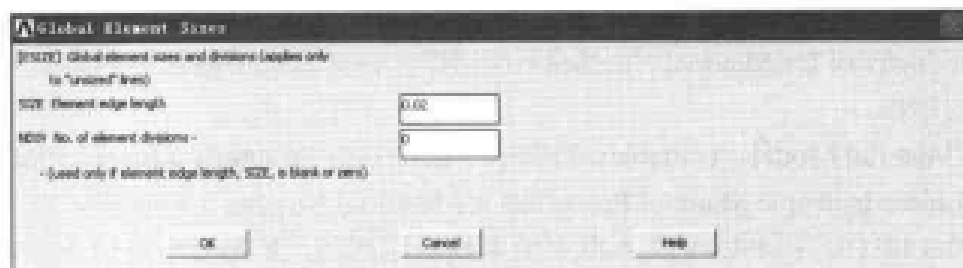 Global Element Sizes
[ESIZE] Global element sizes and divisions (applies only
to "unsized" lines)
SIZE Element edge length
0.02
NDIV No. of element divisions -
0
- (used only if element edge length, SIZE, is blank or zero)
OK
Cancel
Help